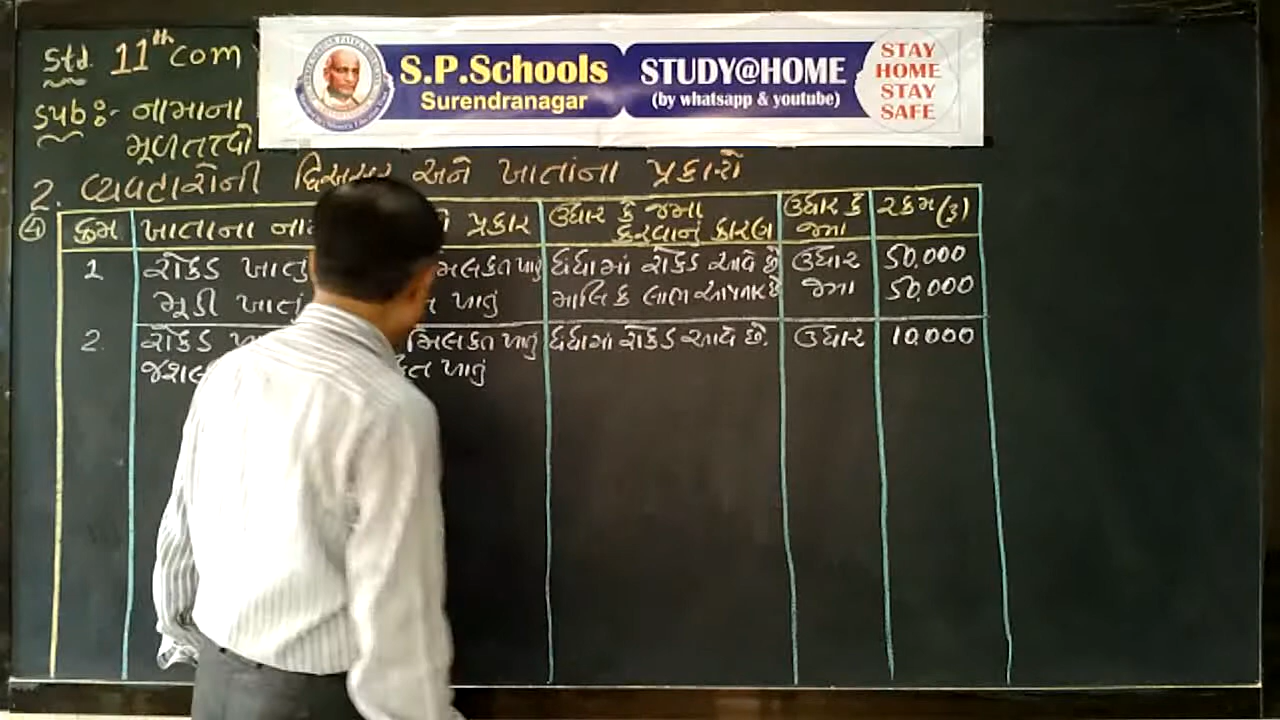 Std. 11th Com
Sub :- નામાના
મૂળતત્ત્વો
S.P.Schools
Surendranagar
STUDY@HOME
(by whatsapp & youtube)
STAY
HOME
STAY
SAFE
2. વ્યવહારોની અને ખાતાંના પ્રકારો
4 ક્રમ ખાતાના પ્રકાર ઉધાર કે જમા કરવાનું કારણ ઉધાર કે જમા રકમ (રૂ)
1 રોકડ ખાતું મિલકત ખાતું ધંધામાં રોકડ આવે છે ઉધાર 50,000
મૂડી ખાતું ખાતું માલિક લાભ આપનાર છે જમા 50,000
2. રોકડ મિલકત ખાતું ધંધામાં રોકડ આવે છે. ઉધાર 10,000
ખાતું